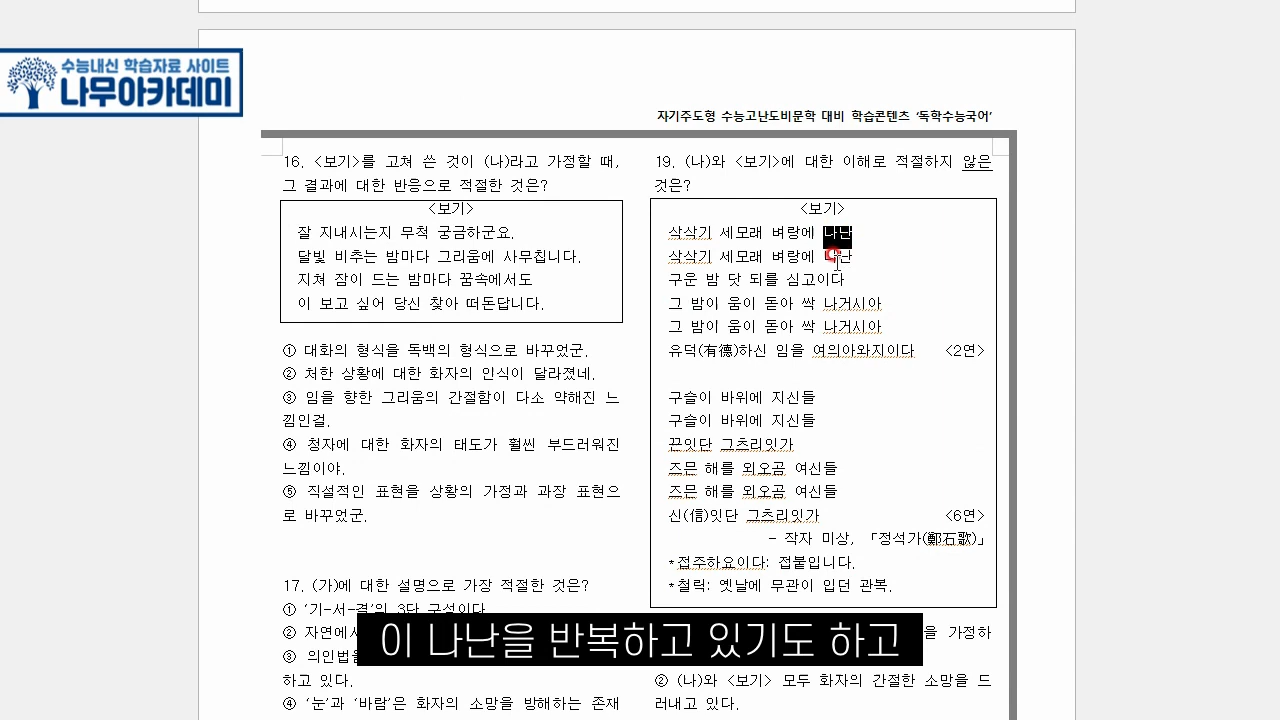 수능내신 학습자료 사이트
나무아카데미
자기주도형 수능고난도비문학 대비 학습콘텐츠 ‘독학수능국어’
16. <보기>를 고쳐 쓴 것이 (나)라고 가정할 때,
그 결과에 대한 반응으로 적절한 것은?
<보기>
잘 지내시는지 무척 궁금하군요.
달빛 비추는 밤마다 그리움에 사무칩니다.
지쳐 잠이 드는 밤마다 꿈속에서도
이 보고 싶어 당신 찾아 떠돈답니다.
① 대화의 형식을 독백의 형식으로 바꾸었군.
② 처한 상황에 대한 화자의 인식이 달라졌네.
③ 임을 향한 그리움의 간절함이 다소 약해진 느
낌인걸.
④ 청자에 대한 화자의 태도가 훨씬 부드러워진
느낌이야.
⑤ 직설적인 표현을 상황의 가정과 과장 표현으
로 바꾸었군.
17. (가)에 대한 설명으로 가장 적절한 것은?
① ‘기-서-결’의 3단 구성이다
② 자연에서
③ 의인법을
하고 있다.
④ ‘눈’과 ‘바람’은 화자의 소망을 방해하는 존재
19. (나)와 <보기>에 대한 이해로 적절하지 않은
것은?
<보기>
삭삭기 세모래 벼랑에 나난
삭삭기 세모래 벼랑에 나난
구운 밤 닷 되를 심고이다
그 밤이 움이 돋아 싹 나거시아
그 밤이 움이 돋아 싹 나거시아
유덕(有德)하신 임을 여의아와지이다 <2연>
구슬이 바위에 지신들
구슬이 바위에 지신들
끈잇단 그츠리잇가
즈믄 해를 외오곰 여신들
즈믄 해를 외오곰 여신들
신(信)잇단 그츠리잇가 <6연>
- 작자 미상, 「정석가(鄭石歌)」
*접주하요이다: 접붙입니다.
*철릭: 옛날에 무관이 입던 관복.
을 가정하
② (나)와 <보기> 모두 화자의 간절한 소망을 드
러내고 있다.
이 나난을 반복하고 있기도 하고